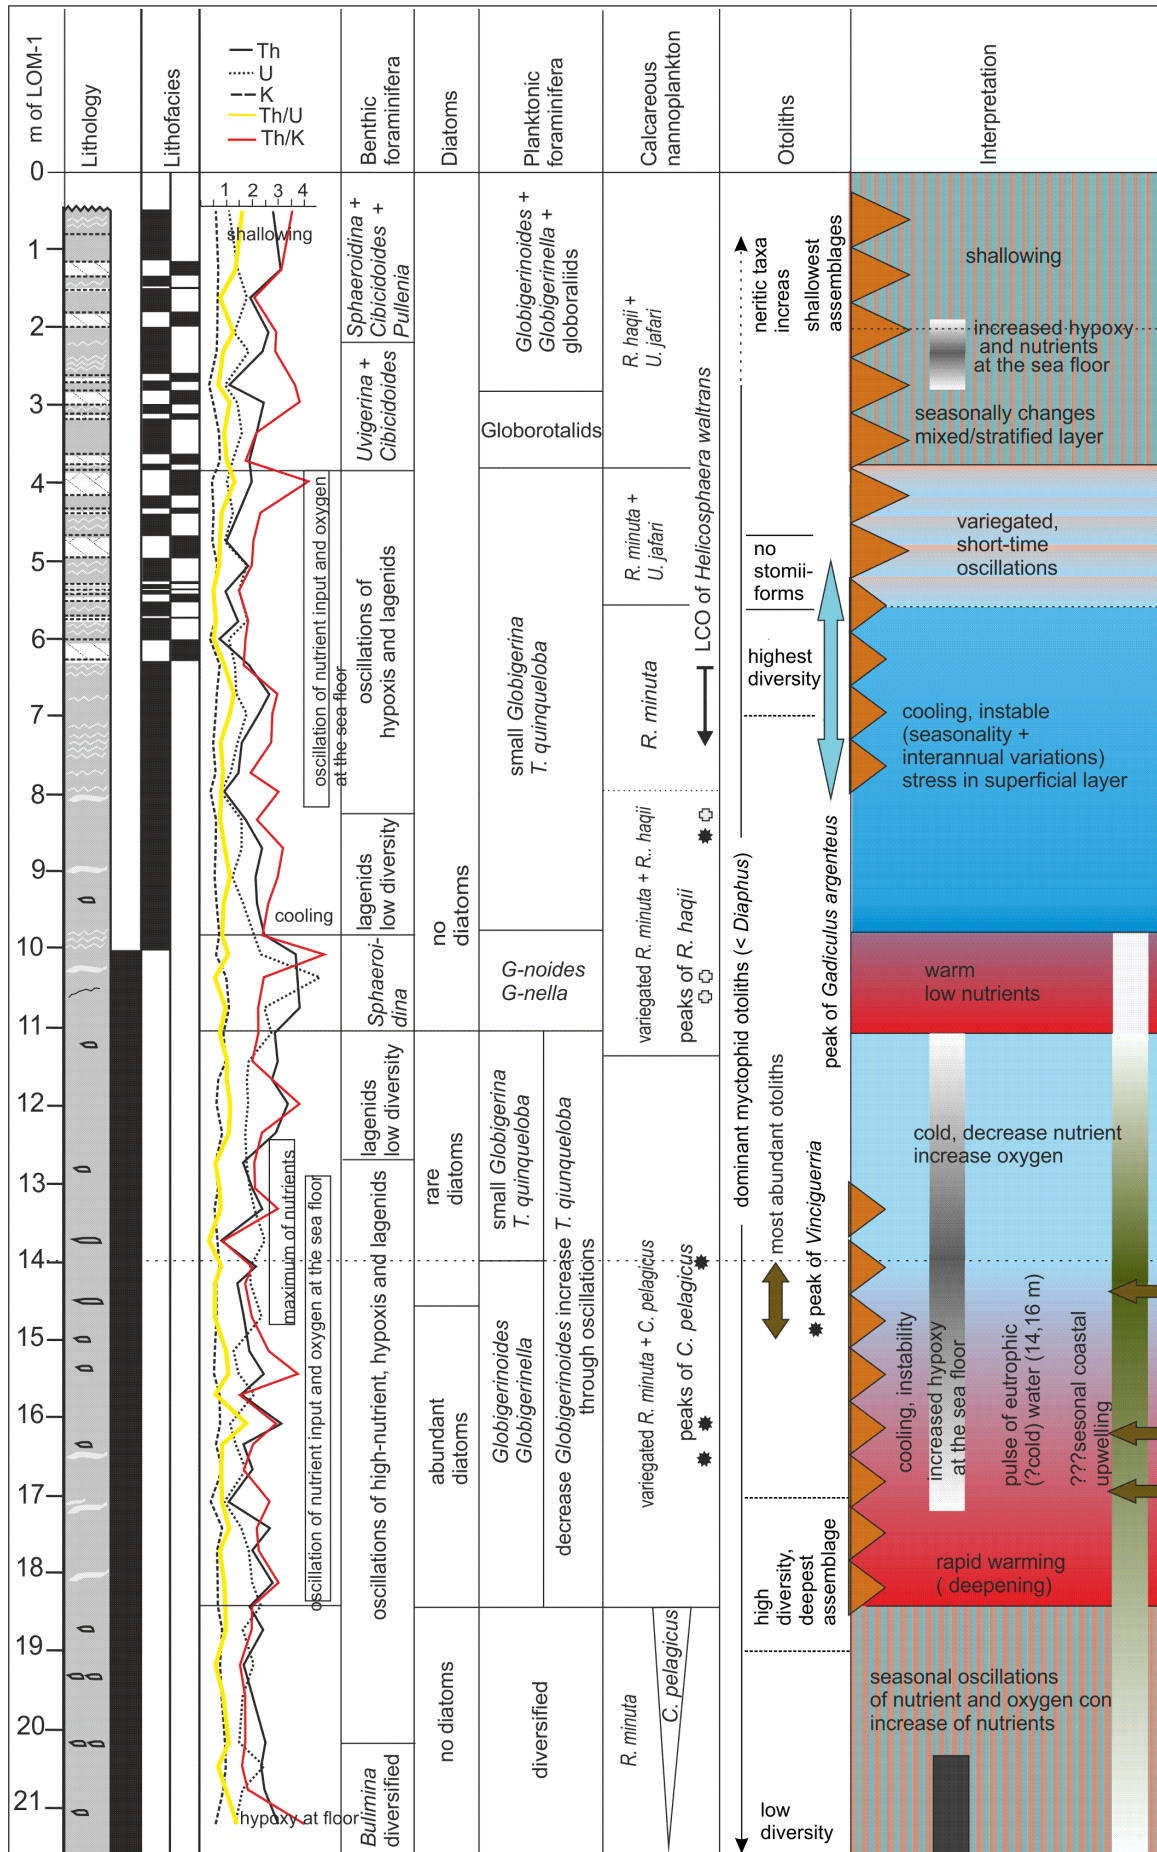 m of LOM-1
Lithology
Lithofacies
Th
U
K
Th/U
Th/K
Benthic
foraminifera
Diatoms
Planktonic
foraminifera
Calcareous
nannoplankton
Otoliths
Interpretation
0
1
2
3
4
5
6
7
8
9
10
11
12
13
14
15
16
17
18
19
20
21
1 2 3 4
shallowing
cooling
hypoxy at floor
oscillation of nutrient input and oxygen
at the sea floor
maximum of nutrients
oscillation of nutrient input and oxygen at the sea floor
Sphaeroidina +
Cibicidoides +
Pullenia
Uvigerina +
Cibicidoides
oscillations of
hypoxis and lagenids
lagenids
low diversity
Sphaeroi-
dina
lagenids
low diversity
oscillations of high-nutrient, hypoxis and lagenids
Bulimina
diversified
no
diatoms
rare
diatoms
abundant
diatoms
no diatoms
Globigerinoides +
Globigerinella +
globoraliids
Globorotalids
small Globigerina
T. quinqueloba
G-noides
G-nella
small Globigerina
T. quinqueloba
Globigerinoides
Globigerinella
decrease Globigerinoides increase T. qiunqueloba
through oscillations
diversified
R. haqii +
U. jafari
R. minuta +
U. jafari
R. minuta
LCO of Helicosphaera waltrans
variegated R. minuta + R.. haqii
peaks of R. haqii
variegated R. minuta + C. pelagicus
peaks of C. pelagicus
R. minuta
C. pelagicus
neritic taxa
increas
shallowest
assemblages
no
stomii-
forms
highest
diversity
dominant myctophid otoliths (< Diaphus)
most abundant otoliths
peak of Vinciguerria
peak of Gadiculus argenteus
high
diversity,
deepest
assemblage
low
diversity
shallowing
increased hypoxy
and nutrients
at the sea floor
seasonally changes
mixed/stratified layer
variegated,
short-time
oscillations
cooling, instable
(seasonality +
interannual variations)
stress in superficial layer
warm
low nutrients
cold, decrease nutrient
increase oxygen
cooling, instability
increased hypoxy
at the sea floor
pulse of eutrophic
(?cold) water (14,16 m)
???sesonal coastal
upwelling
rapid warming
( deepening)
seasonal oscillations
of nutrient and oxygen con
increase of nutrients